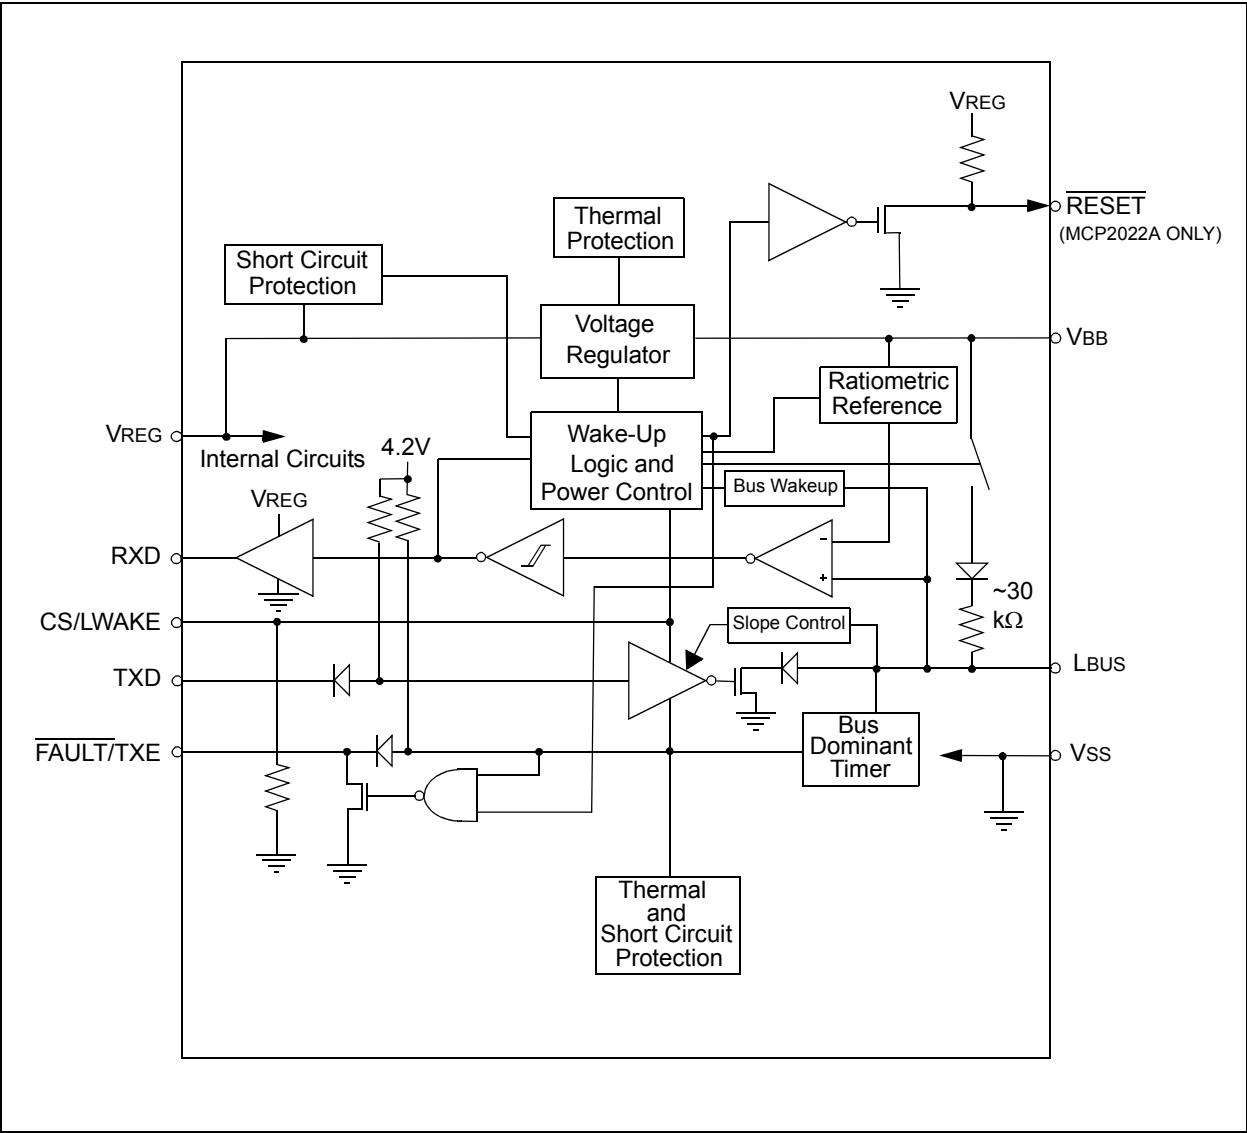 VREG
RESET
(MCP2022A ONLY)
Thermal
Protection
Short Circuit
Protection
Voltage
Regulator
VBB
Ratiometric
Reference
VREG
Internal Circuits
4.2V
Wake-Up
Logic and
Power Control
Bus Wakeup
VREG
RXD
~30
kΩ
CS/LWAKE
Slope Control
TXD
LBUS
FAULT/TXE
Bus
Dominant
Timer
VSS
Thermal
and
Short Circuit
Protection